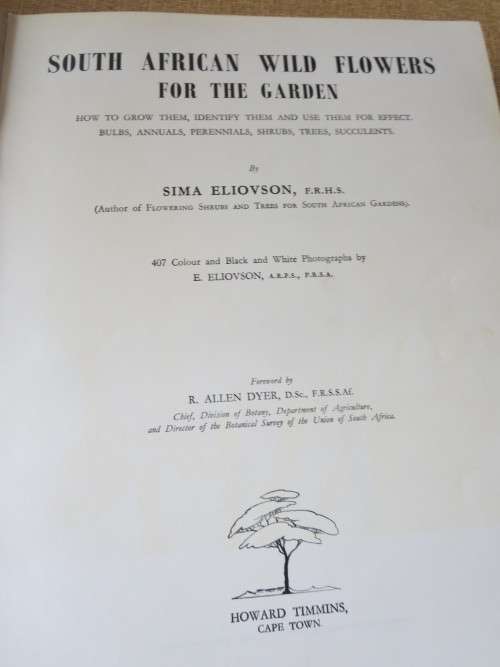 SOUTH AFRICAN WILD FLOWERS
FOR THE GARDEN
HOW TO GROW THEM, IDENTIFY THEM AND USE THEM FOR EFFECT.
BULBS, ANNUALS, PERENNIALS, SHRUBS, TREES, SUCCULENTS.
By
SIMA ELIOVSON, F.R.H.S.
(Author of FLOWERING SHRUBS AND TREES FOR SOUTH AFRICAN GARDENS).
407 Colour and Black and White Photographs by
E. ELIOVSON, A.R.P.S., P.R.S.A.
Foreword by
R. ALLEN DYER, D.Sc., F.R.S.S.Af.
Chief, Division of Botany, Department of Agriculture,
and Director of the Botanical Survey of the Union of South Africa.
HOWARD TIMMINS,
CAPE TOWN.